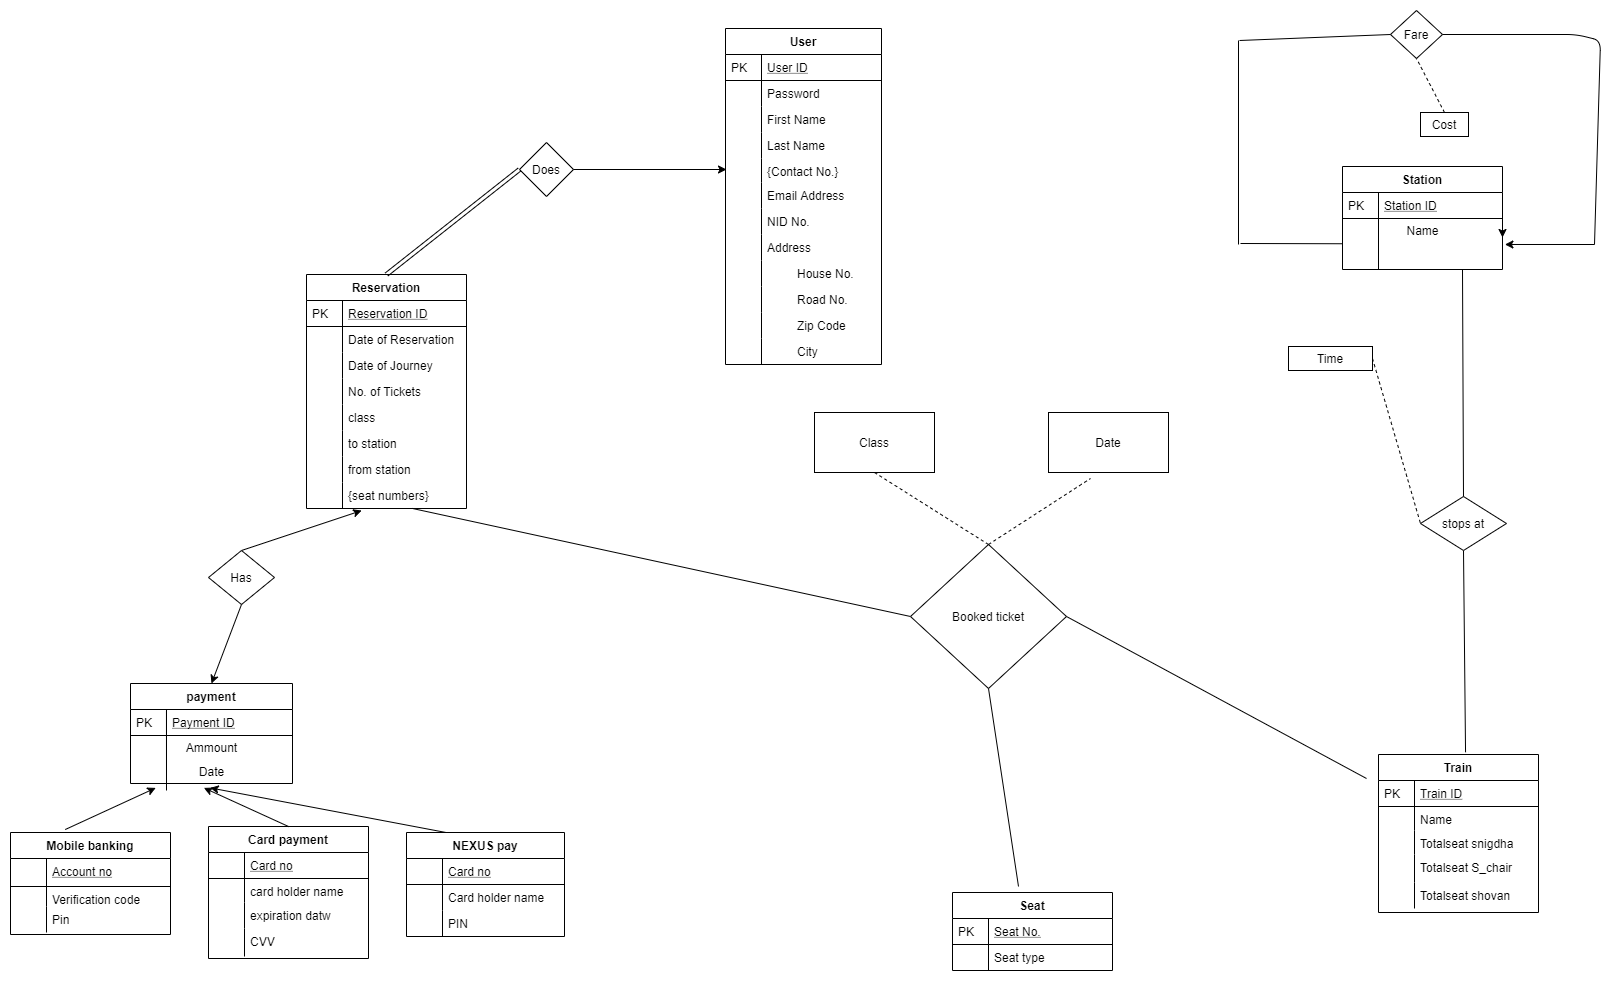 User
PK User ID
Password
First Name
Last Name
{Contact No.}
Email Address
NID No.
Address
House No.
Road No.
Zip Code
City
Fare
Cost
Station
PK Station ID
Name
Does
Reservation
PK Reservation ID
Date of Reservation
Date of Journey
No. of Tickets
class
to station
from station
{seat numbers}
Time
Class
Date
stops at
Has
Booked ticket
payment
PK Payment ID
Ammount
Date
Train
PK Train ID
Name
Totalseat snigdha
Totalseat S_chair
Totalseat shovan
Mobile banking
Account no
Verification code
Pin
Card payment
Card no
card holder name
expiration datw
CVV
NEXUS pay
Card no
Card holder name
PIN
Seat
PK Seat No.
Seat type